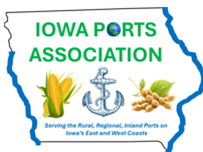 IOWA PORTS
ASSOCIATION
Serving the Rural, Regional, Inland Ports on
Iowa's East and West Coasts